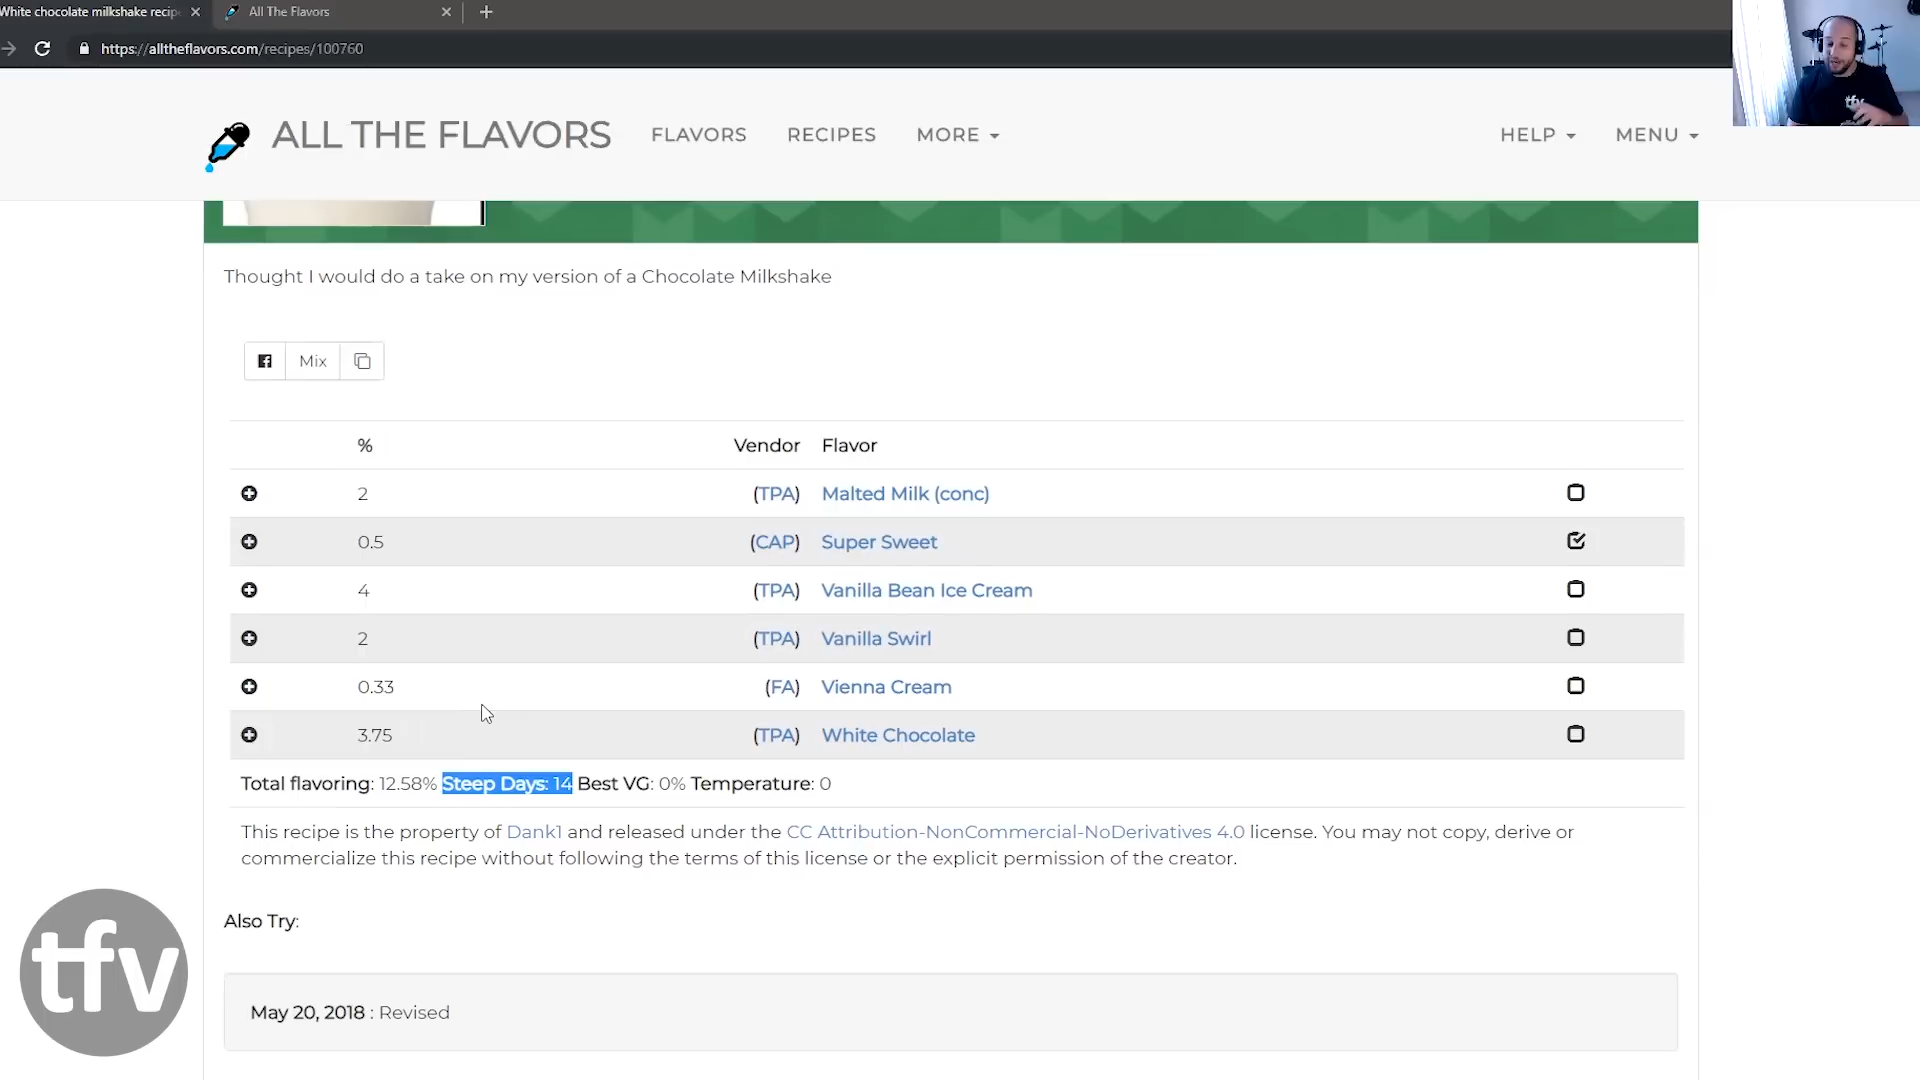 White chocolate milkshake recip
All The Flavors
https://alltheflavors.com/recipes/100760
ALL THE FLAVORS
FLAVORS
RECIPES
MORE
HELP
MENU
tfv
Thought I would do a take on my version of a Chocolate Milkshake
Mix
% Vendor Flavor
2 (TPA) Malted Milk (conc)
0.5 (CAP) Super Sweet
4 (TPA) Vanilla Bean Ice Cream
2 (TPA) Vanilla Swirl
0.33 (FA) Vienna Cream
3.75 (TPA) White Chocolate
Total flavoring: 12.58% Steep Days: 14 Best VG: 0% Temperature: 0
This recipe is the property of Dank1 and released under the CC Attribution-NonCommercial-NoDerivatives 4.0 license. You may not copy, derive or
commercialize this recipe without following the terms of this license or the explicit permission of the creator.
Also Try:
tfv
May 20, 2018 : Revised